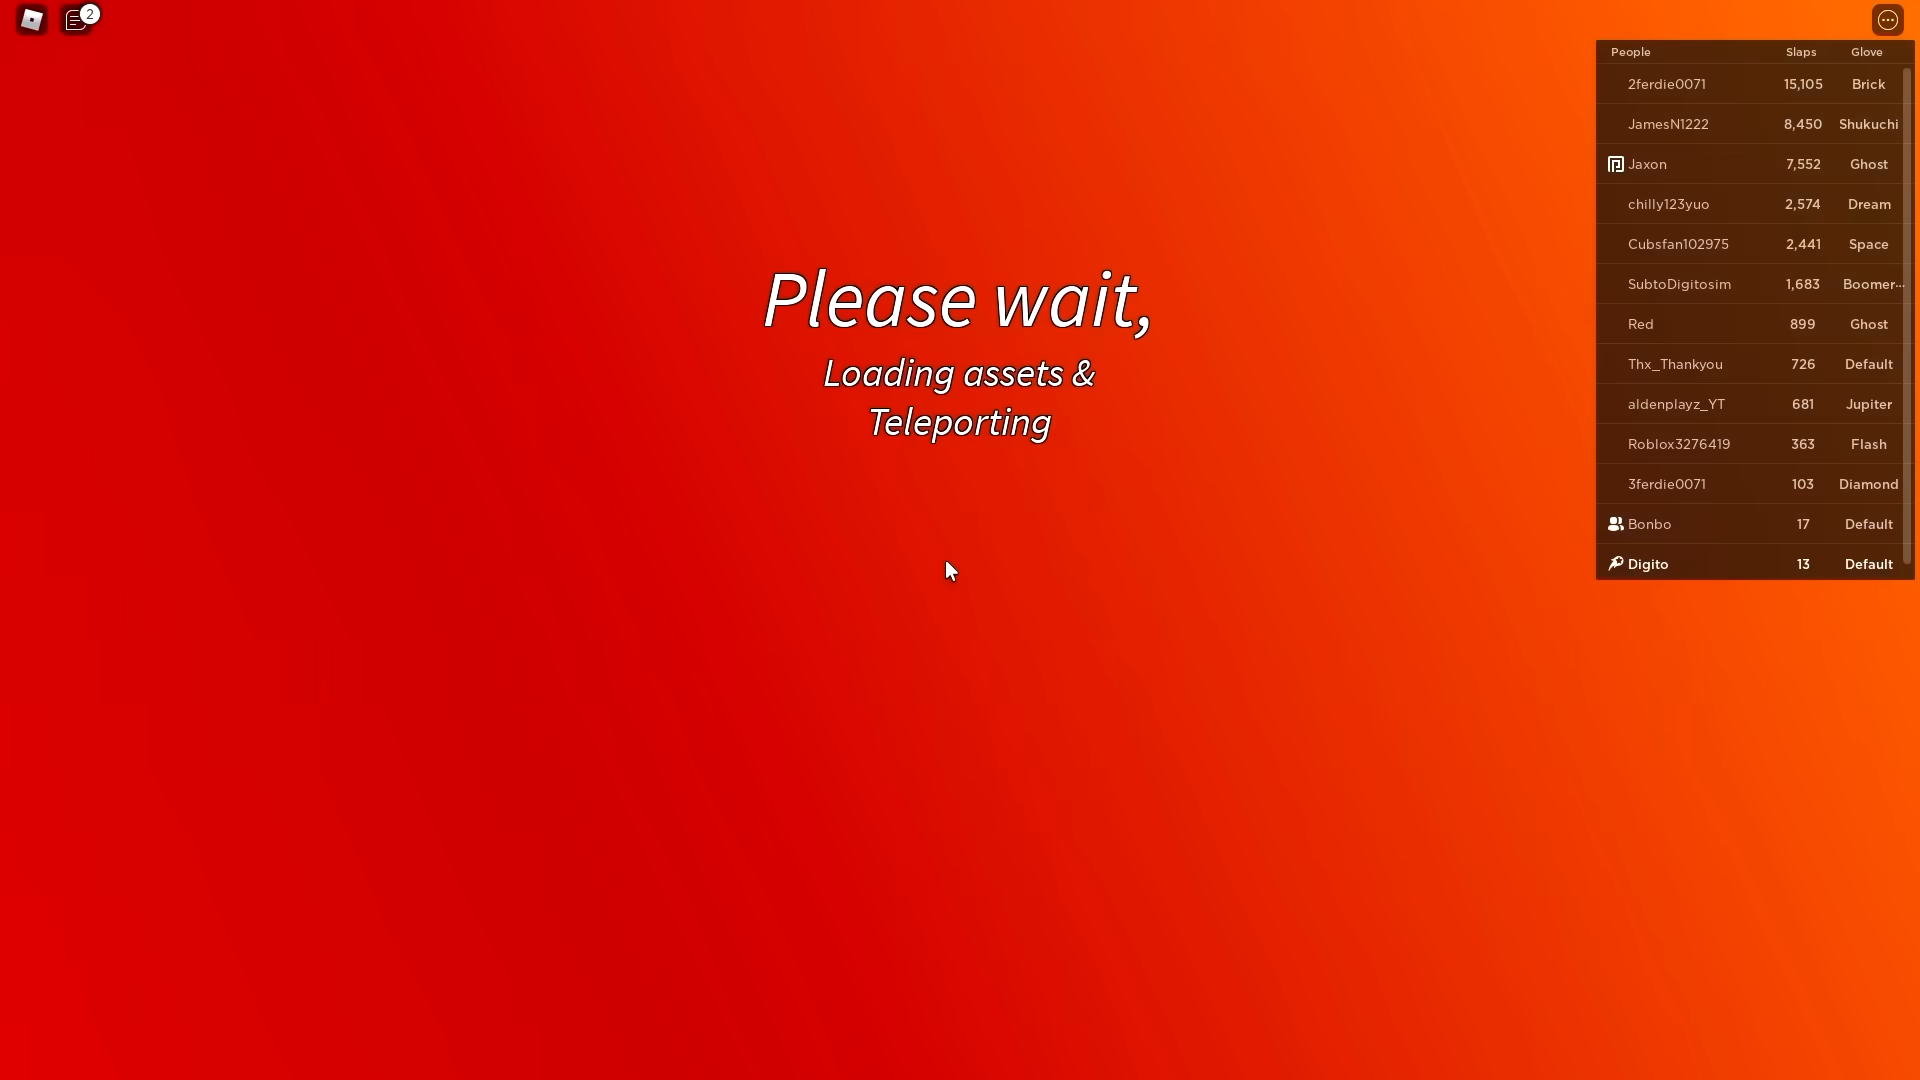 2
People Slaps Glove
2ferdie0071 15,105 Brick
JamesN1222 8,450 Shukuchi
Jaxon 7,552 Ghost
chilly123yuo 2,574 Dream
Cubsfan102975 2,441 Space
SubtoDigitosim 1,683 Boomer...
Red 899 Ghost
Thx_Thankyou 726 Default
aldenplayz_YT 681 Jupiter
Roblox3276419 363 Flash
3ferdie0071 103 Diamond
Bonbo 17 Default
Digito 13 Default
Please wait,
Loading assets &
Teleporting